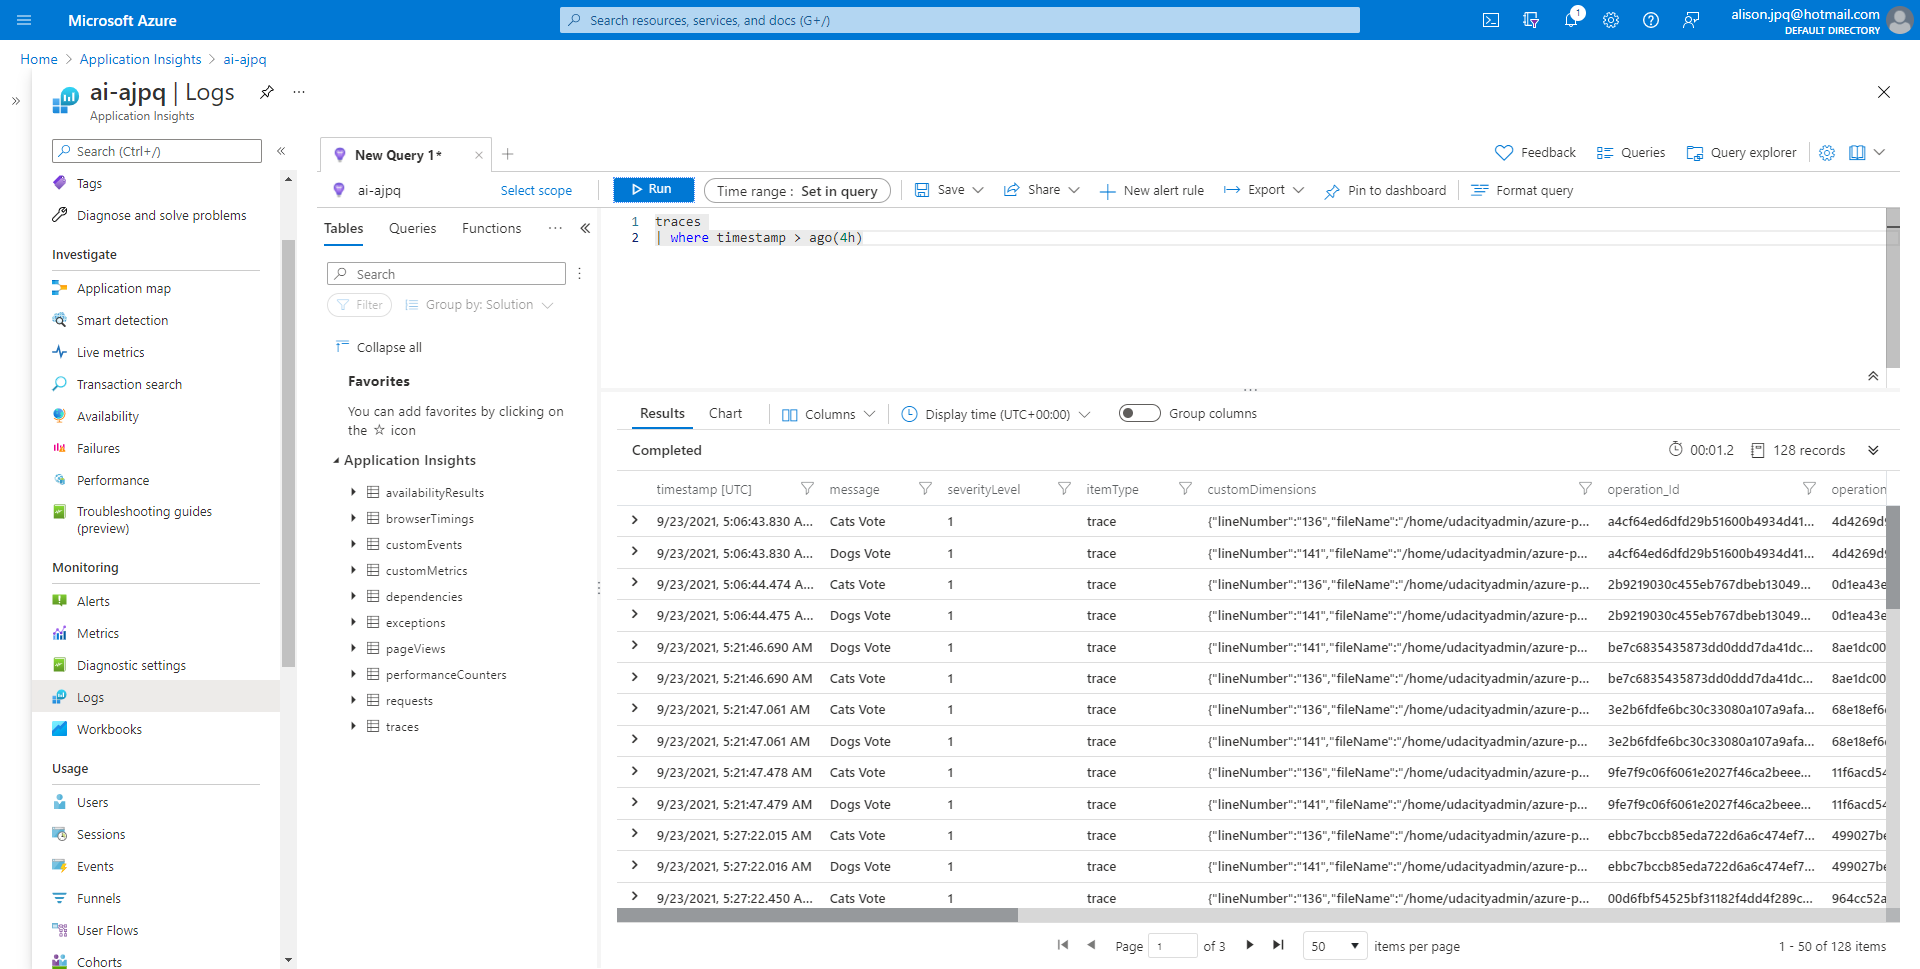 Microsoft Azure
Search resources, services, and docs (G+/)
1
alison.jpq@hotmail.com
DEFAULT DIRECTORY
Home > Application Insights > ai-ajpq
ai-ajpq | Logs
Application Insights
Search (Ctrl+/)
Tags
Diagnose and solve problems
Investigate
Application map
Smart detection
Live metrics
Transaction search
Availability
Failures
Performance
Troubleshooting guides
(preview)
Monitoring
Alerts
Metrics
Diagnostic settings
Logs
Workbooks
Usage
Users
Sessions
Events
Funnels
User Flows
Cohorts
New Query 1*
Feedback
Queries
Query explorer
ai-ajpq
Select scope
Run
Time range : Set in query
Save
Share
New alert rule
Export
Pin to dashboard
Format query
Tables
Queries
Functions
Search
Filter
Group by: Solution
Collapse all
Favorites
You can add favorites by clicking on
the ☆ icon
Application Insights
availabilityResults
browserTimings
customEvents
customMetrics
dependencies
exceptions
pageViews
performanceCounters
requests
traces
1 traces
2 | where timestamp > ago(4h)
Results
Chart
Columns
Display time (UTC+00:00)
Group columns
Completed
00:01.2
128 records
timestamp [UTC] message severityLevel itemType customDimensions operation_Id operation
9/23/2021, 5:06:43.830 A... Cats Vote 1 trace {"lineNumber":"136","fileName":"/home/udacityadmin/azure-p... a4cf64ed6dfd29b51600b4934d41... 4d4269d9
9/23/2021, 5:06:43.830 A... Dogs Vote 1 trace {"lineNumber":"141","fileName":"/home/udacityadmin/azure-p... a4cf64ed6dfd29b51600b4934d41... 4d4269d9
9/23/2021, 5:06:44.474 A... Cats Vote 1 trace {"lineNumber":"136","fileName":"/home/udacityadmin/azure-p... 2b9219030c455eb767dbeb13049... 0d1ea43e
9/23/2021, 5:06:44.475 A... Dogs Vote 1 trace {"lineNumber":"141","fileName":"/home/udacityadmin/azure-p... 2b9219030c455eb767dbeb13049... 0d1ea43e
9/23/2021, 5:21:46.690 AM Dogs Vote 1 trace {"lineNumber":"141","fileName":"/home/udacityadmin/azure-p... be7c6835435873dd0ddd7da41dc... 8ae1dc00
9/23/2021, 5:21:46.690 AM Cats Vote 1 trace {"lineNumber":"136","fileName":"/home/udacityadmin/azure-p... be7c6835435873dd0ddd7da41dc... 8ae1dc00
9/23/2021, 5:21:47.061 AM Cats Vote 1 trace {"lineNumber":"136","fileName":"/home/udacityadmin/azure-p... 3e2b6fdfe6bc30c33080a107a9afa... 68e18ef6
9/23/2021, 5:21:47.061 AM Dogs Vote 1 trace {"lineNumber":"141","fileName":"/home/udacityadmin/azure-p... 3e2b6fdfe6bc30c33080a107a9afa... 68e18ef6
9/23/2021, 5:21:47.478 AM Cats Vote 1 trace {"lineNumber":"136","fileName":"/home/udacityadmin/azure-p... 9fe7f9c06f6061e2027f46ca2beee... 11f6acd54
9/23/2021, 5:21:47.479 AM Dogs Vote 1 trace {"lineNumber":"141","fileName":"/home/udacityadmin/azure-p... 9fe7f9c06f6061e2027f46ca2beee... 11f6acd54
9/23/2021, 5:27:22.015 AM Cats Vote 1 trace {"lineNumber":"136","fileName":"/home/udacityadmin/azure-p... ebbc7bccb85eda722d6a6c474ef7... 499027be
9/23/2021, 5:27:22.016 AM Dogs Vote 1 trace {"lineNumber":"141","fileName":"/home/udacityadmin/azure-p... ebbc7bccb85eda722d6a6c474ef7... 499027be
9/23/2021, 5:27:22.450 A... Cats Vote 1 trace {"lineNumber":"136","fileName":"/home/udacityadmin/azure-p... 00d6fbf54525bf31182f4dd4f289c... 964cc52a
Page 1 of 3
50 items per page
1 - 50 of 128 items